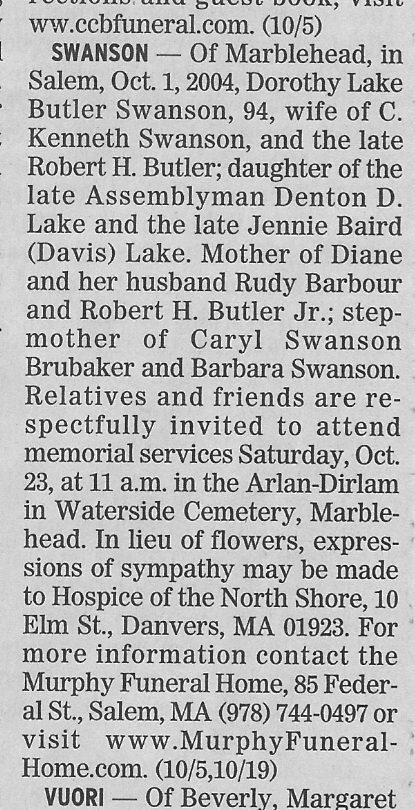 ww.ccbfuneral.com. (10/5)
SWANSON — Of Marblehead, in
Salem, Oct. 1, 2004, Dorothy Lake
Butler Swanson, 94, wife of C.
Kenneth Swanson, and the late
Robert H. Butler; daughter of the
late Assemblyman Denton D.
Lake and the late Jennie Baird
(Davis) Lake. Mother of Diane
and her husband Rudy Barbour
and Robert H. Butler Jr.; step-
mother of Caryl Swanson
Brubaker and Barbara Swanson.
Relatives and friends are re-
spectfully invited to attend
memorial services Saturday, Oct.
23, at 11 a.m. in the Arlan-Dirlam
in Waterside Cemetery, Marble-
head. In lieu of flowers, expres-
sions of sympathy may be made
to Hospice of the North Shore, 10
Elm St., Danvers, MA 01923. For
more information contact the
Murphy Funeral Home, 85 Feder-
al St., Salem, MA (978) 744-0497 or
visit www.MurphyFuneral-
Home.com. (10/5,10/19)
VUORI — Of Beverly, Margaret